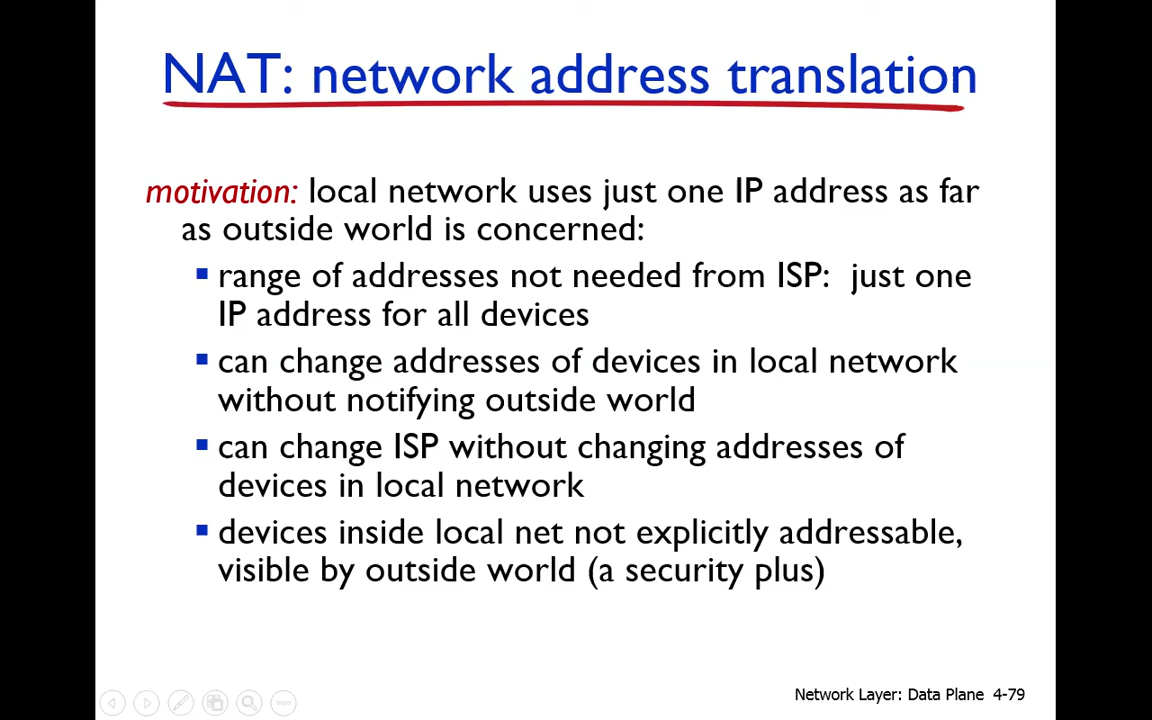 NAT: network address translation
motivation: local network uses just one IP address as far
as outside world is concerned:
▪ range of addresses not needed from ISP: just one
IP address for all devices
▪ can change addresses of devices in local network
without notifying outside world
▪ can change ISP without changing addresses of
devices in local network
▪ devices inside local net not explicitly addressable,
visible by outside world (a security plus)
Network Layer: Data Plane 4-79